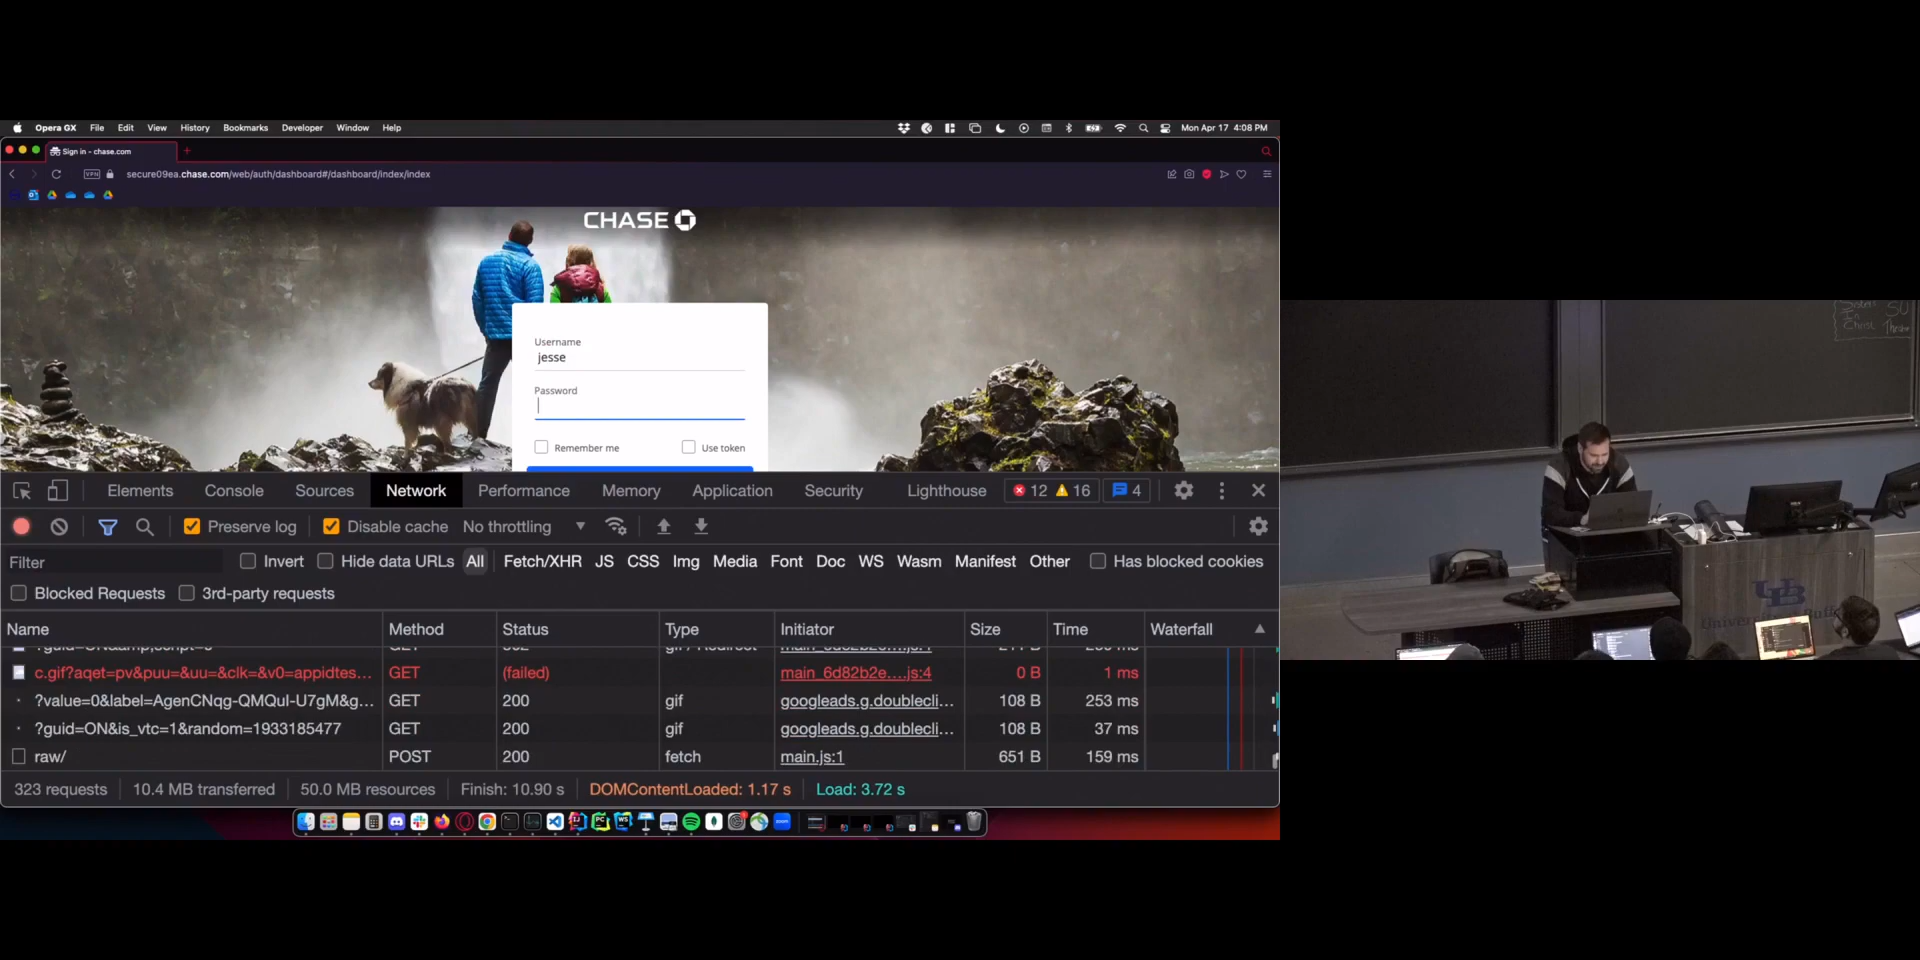 Opera GX File Edit View History Bookmarks Developer Window Help Mon Apr 17 4:08 PM
Sign in - chase.com
VPN secure09ea.chase.com/web/auth/dashboard#/dashboard/index/index
CHASE
Username
jesse
Password
Remember me Use token
Elements Console Sources Network Performance Memory Application Security Lighthouse 12 16 4
Preserve log Disable cache No throttling
Filter Invert Hide data URLs All Fetch/XHR JS CSS Img Media Font Doc WS Wasm Manifest Other Has blocked cookies
Blocked Requests 3rd-party requests
Name Method Status Type Initiator Size Time Waterfall
c.gif?aqet=pv&puu=&uu=&clk=&v0=appidtes... GET (failed) main_6d82b2e....js:4 0 B 1 ms
?value=0&label=AgenCNqg-QMQul-U7gM&g... GET 200 gif googleads.g.doublecli... 108 B 253 ms
?guid=ON&is_vtc=1&random=1933185477 GET 200 gif googleads.g.doublecli... 108 B 37 ms
raw/ POST 200 fetch main.js:1 651 B 159 ms
323 requests 10.4 MB transferred 50.0 MB resources Finish: 10.90 s DOMContentLoaded: 1.17 s Load: 3.72 s
UB